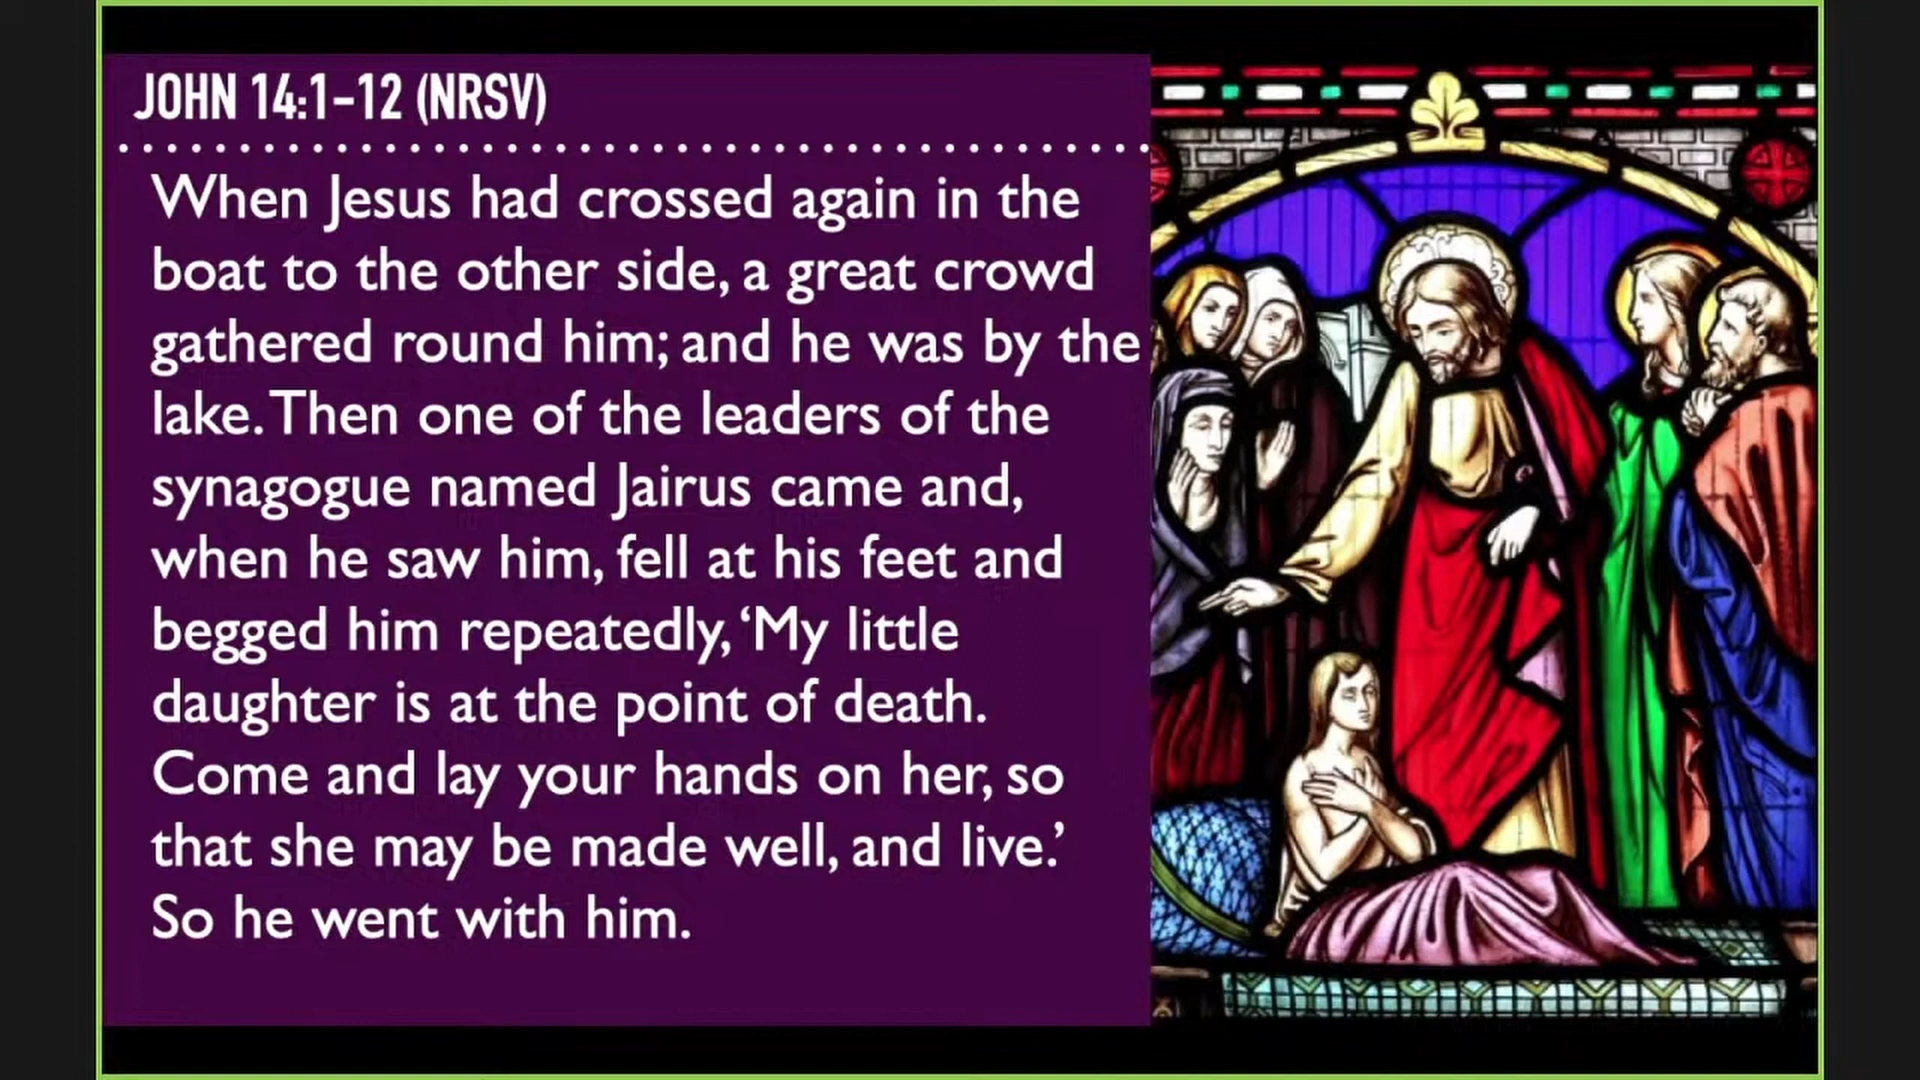 JOHN 14:1-12 (NRSV)
When Jesus had crossed again in the
boat to the other side, a great crowd
gathered round him; and he was by the
lake. Then one of the leaders of the
synagogue named Jairus came and,
when he saw him, fell at his feet and
begged him repeatedly, ‘My little
daughter is at the point of death.
Come and lay your hands on her, so
that she may be made well, and live.’
So he went with him.